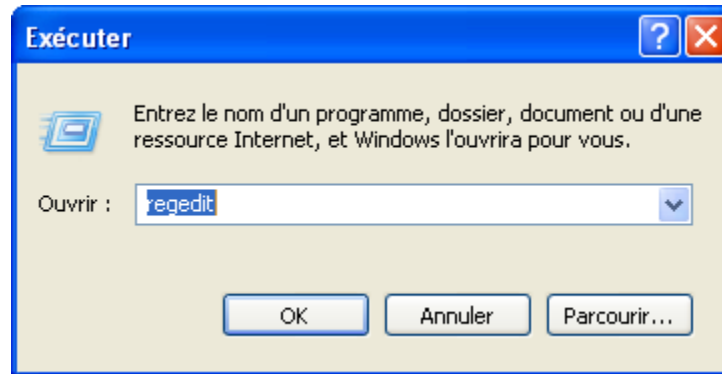 Exécuter
Entrez le nom d'un programme, dossier, document ou d'une
ressource Internet, et Windows l'ouvrira pour vous.
Ouvrir : regedit
OK Annuler Parcourir...